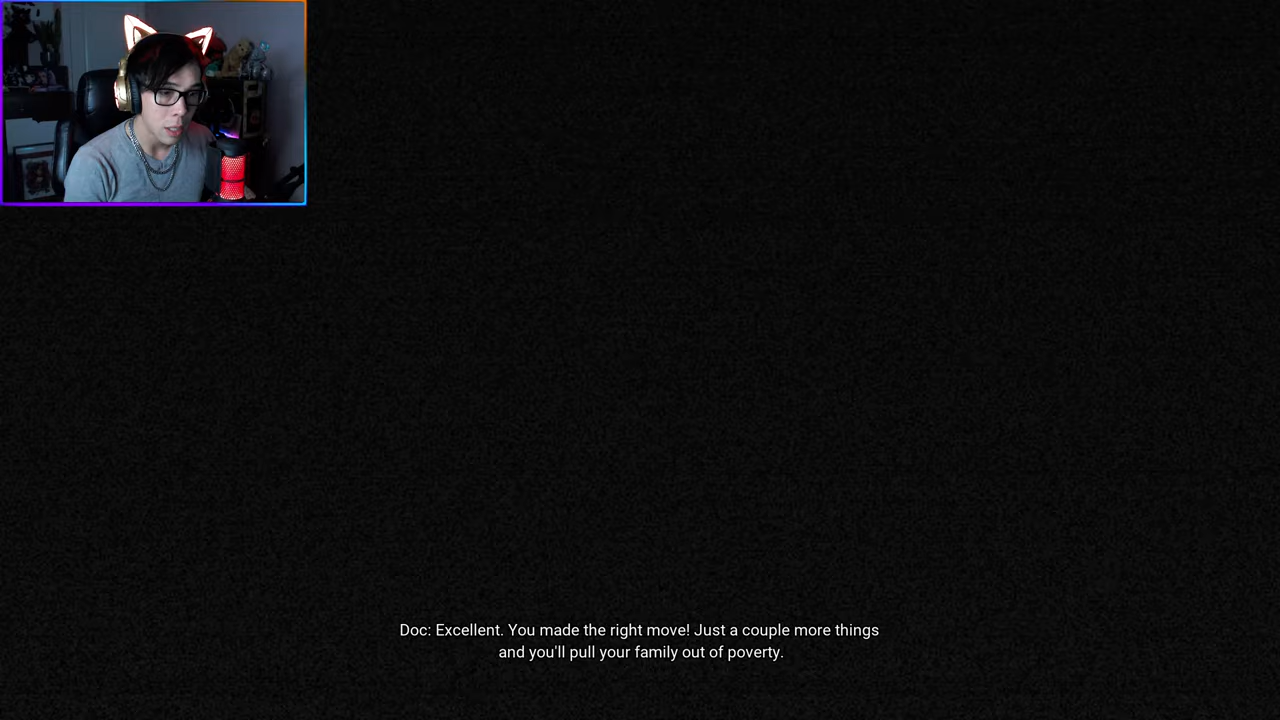 Doc: Excellent. You made the right move! Just a couple more things
and you'll pull your family out of poverty.